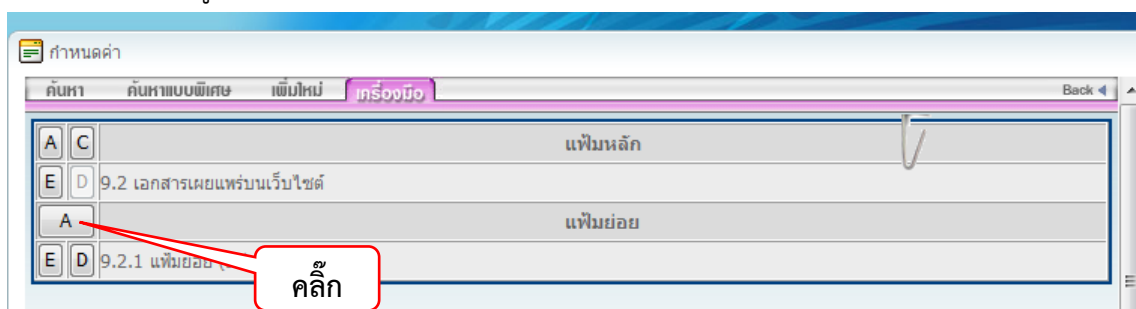 กำหนดค่า
ค้นหา ค้นหาแบบพิเศษ เพิ่มใหม่ เครื่องมือ Back
A C แฟ้มหลัก
E D 9.2 เอกสารเผยแพร่บนเว็บไซต์
A แฟ้มย่อย
E D 9.2.1 แฟ้มย่อย
คลิ๊ก